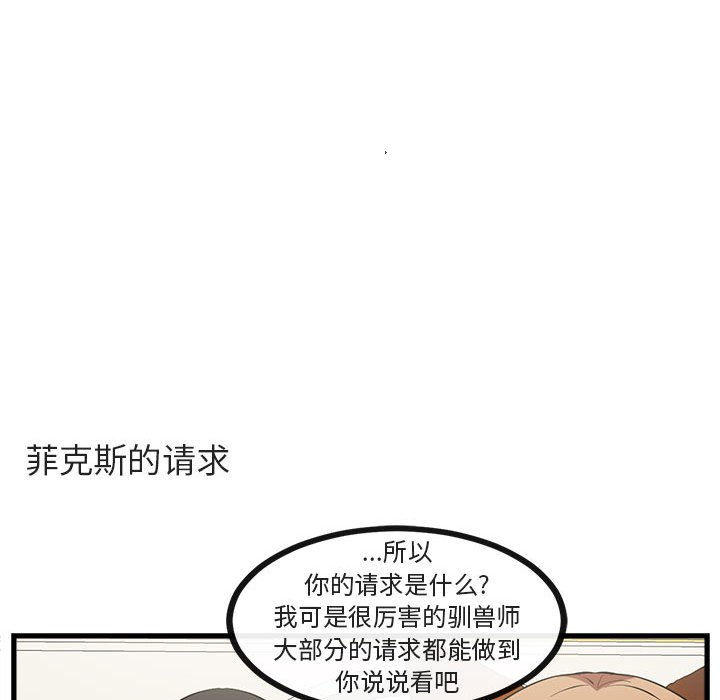 菲克斯的请求
...所以
你的请求是什么?
我可是很厉害的驯兽师
大部分的请求都能做到
你说说看吧